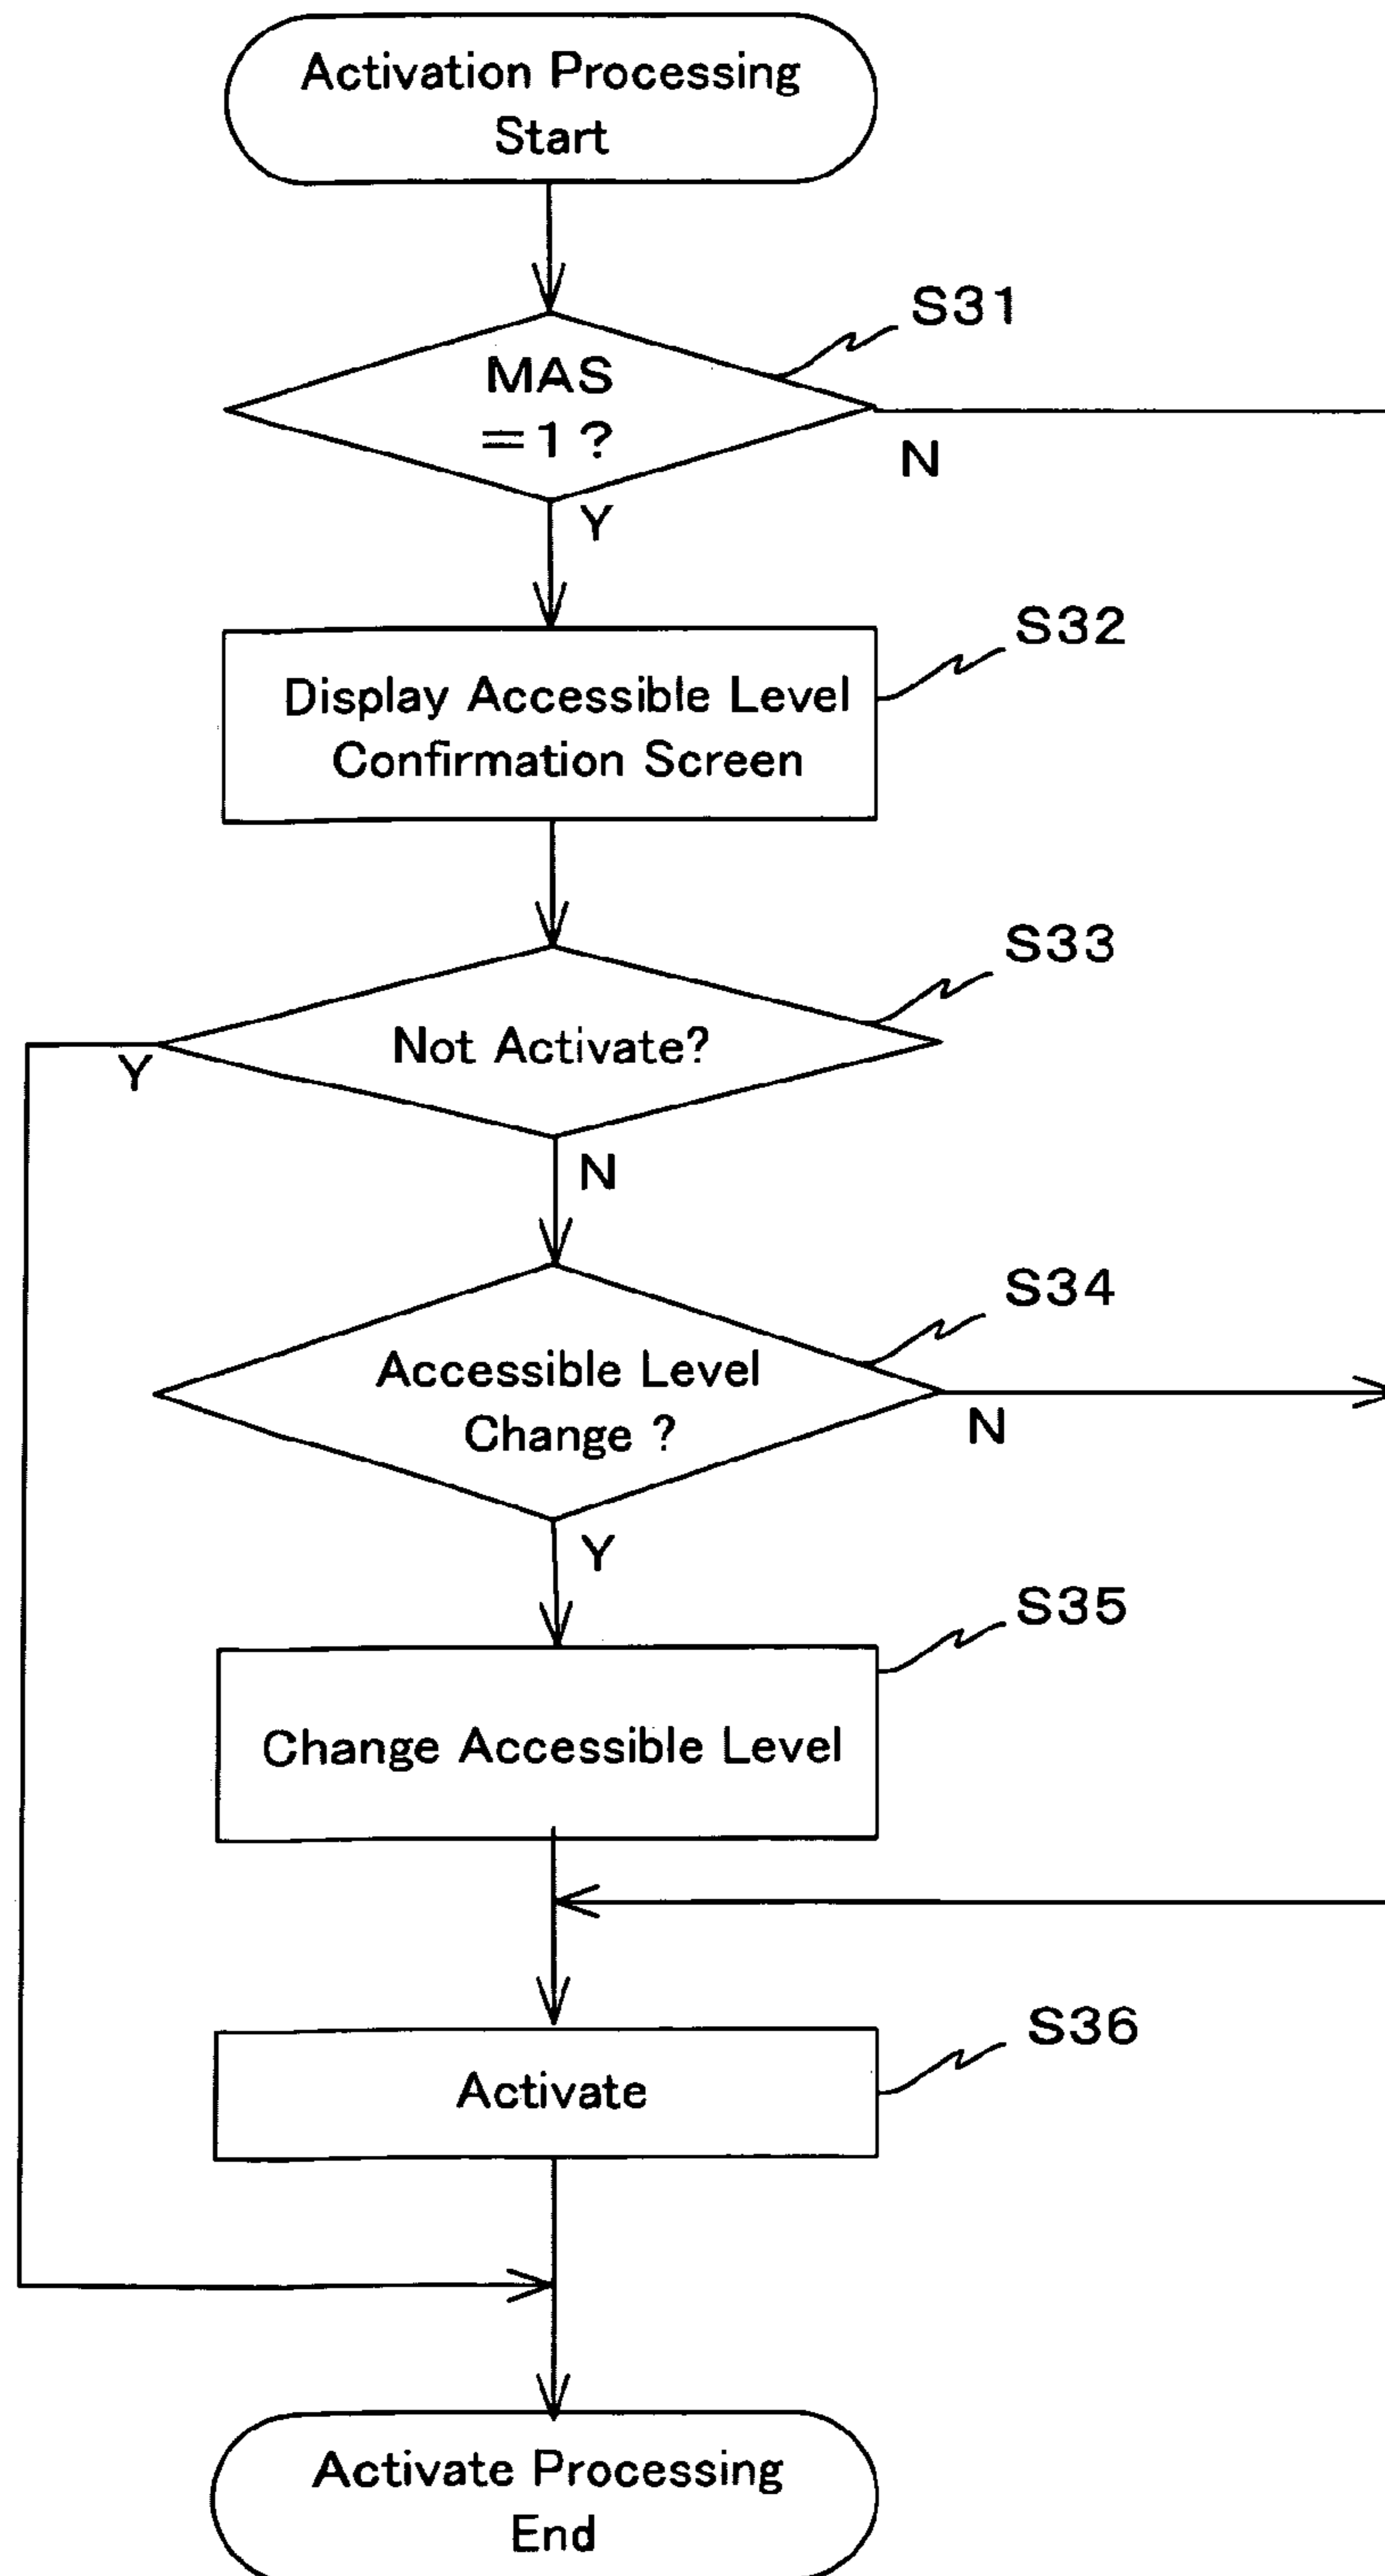 Activation Processing
Start
S31
MAS
=1?
N
Y
S32
Display Accessible Level
Confirmation Screen
S33
Not Activate?
Y
N
S34
Accessible Level
Change ?
N
Y
S35
Change Accessible Level
S36
Activate
Activate Processing
End